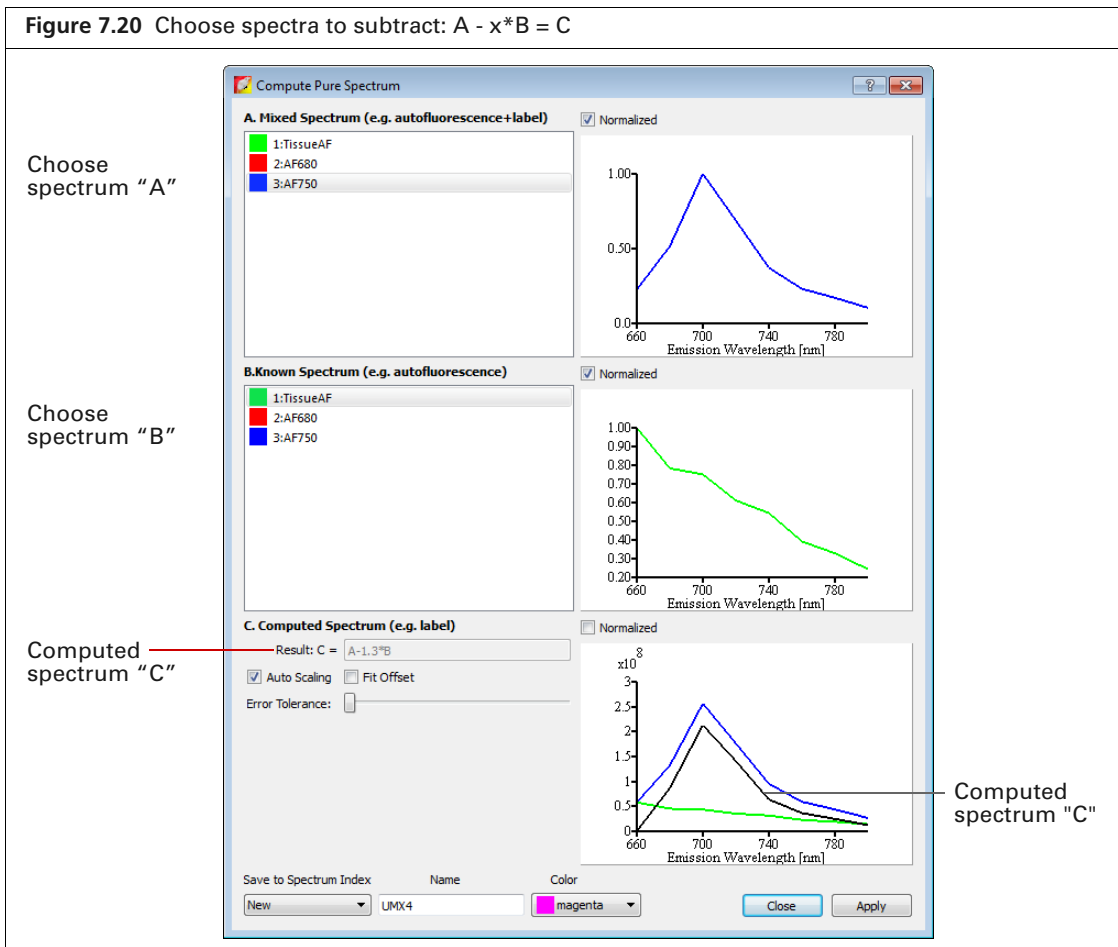 Figure 7.20 Choose spectra to subtract: A - x*B = C
Compute Pure Spectrum
?
Choose
spectrum “A”
A. Mixed Spectrum (e.g. autofluorescence+label)
1:TissueAF
2:AF680
3:AF750
Normalized
1.00
0.50
0.0
660 700 740 780
Emission Wavelength [nm]
Choose
spectrum “B”
B.Known Spectrum (e.g. autofluorescence)
1:TissueAF
2:AF680
3:AF750
Normalized
1.00
0.90
0.80
0.70
0.60
0.50
0.40
0.30
0.20
660 700 740 780
Emission Wavelength [nm]
Computed
spectrum “C”
C. Computed Spectrum (e.g. label)
Result: C = A-1.3*B
Auto Scaling Fit Offset
Error Tolerance:
Normalized
x10 8
3
2.5
2
1.5
1
0.5
0
660 700 740 780
Emission Wavelength [nm]
Computed
spectrum "C"
Save to Spectrum Index Name Color
New UMX4 magenta Close Apply